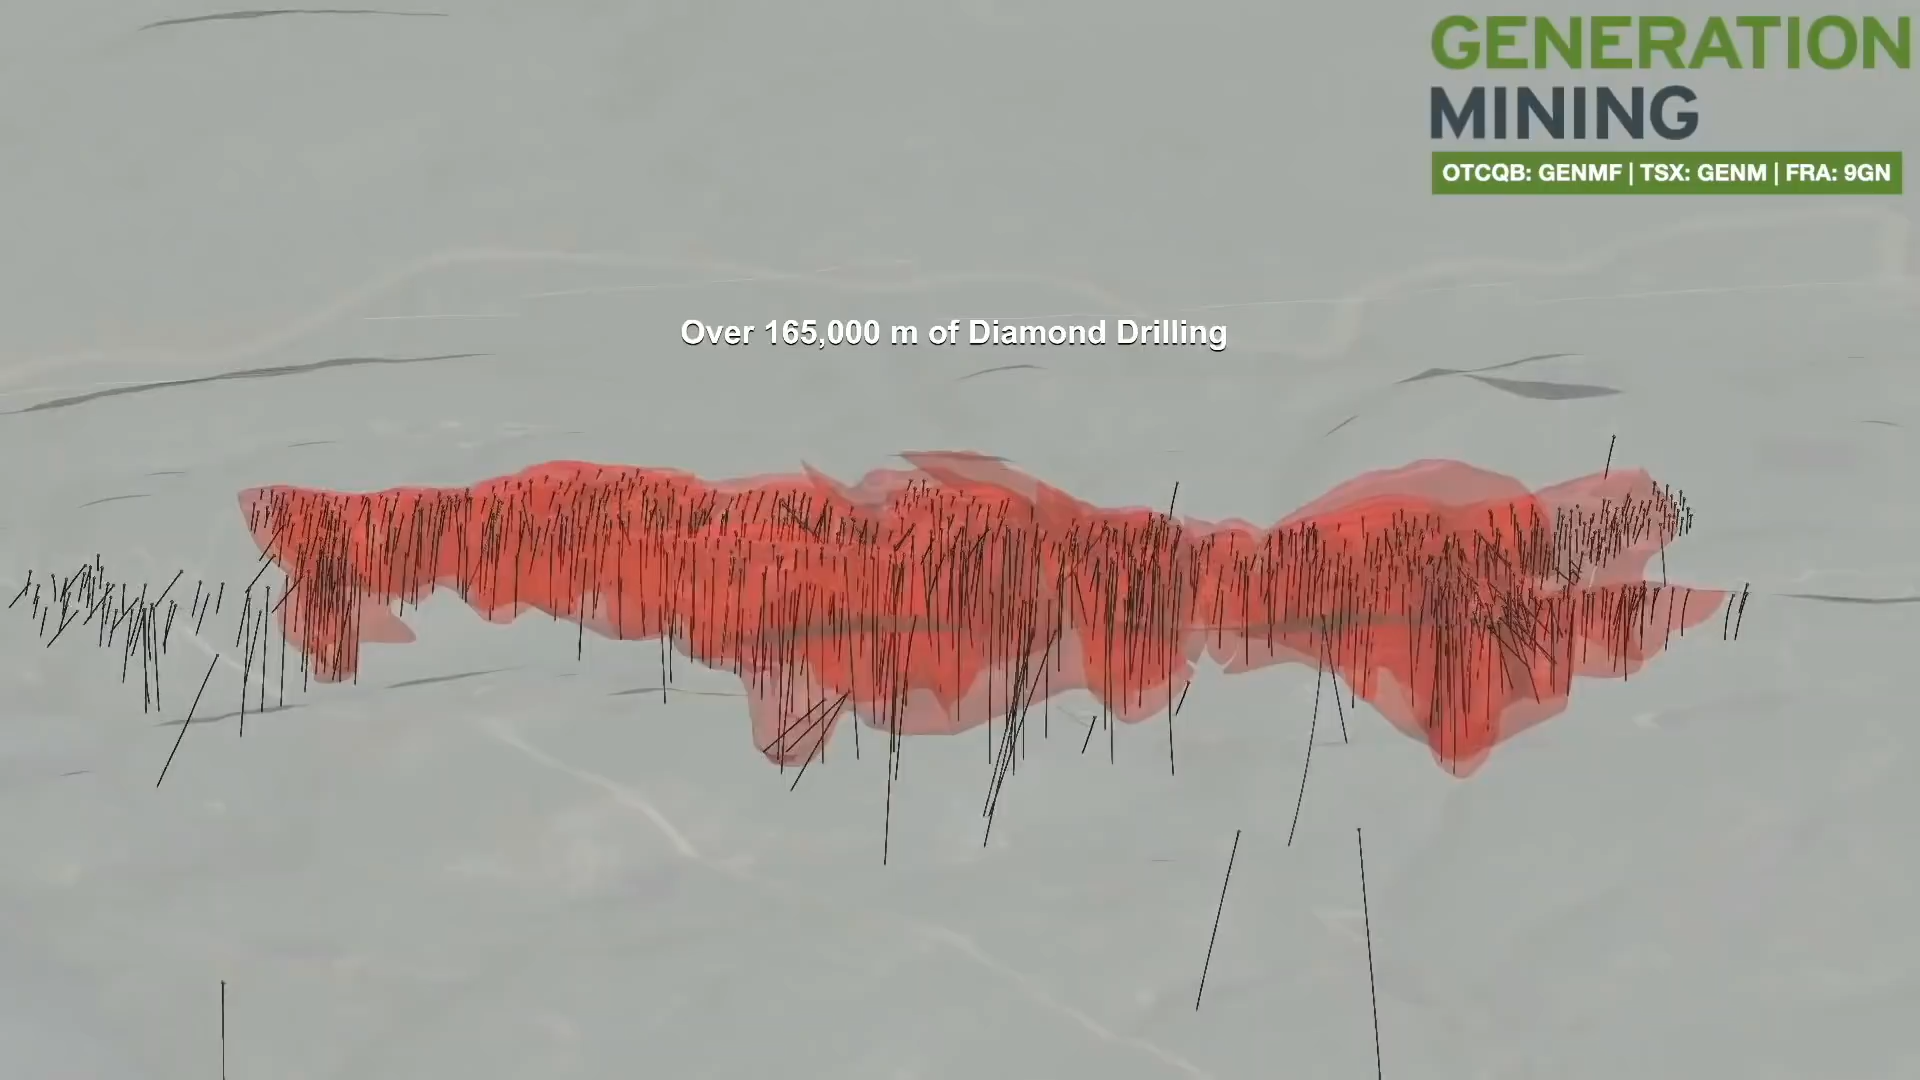 GENERATION
MINING
OTCQB: GENMF | TSX: GENM | FRA: 9GN
Over 165,000 m of Diamond Drilling